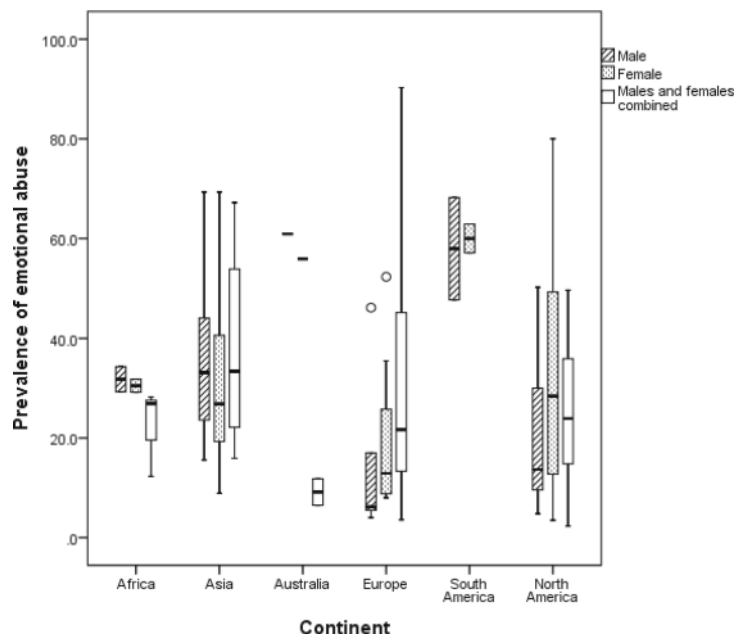 100.0
80.0
60.0
40.0
20.0
.0
Prevalence of emotional abuse
Africa
Asia
Australia
Europe
South
America
North
America
Continent
Male
Female
Males and females
combined